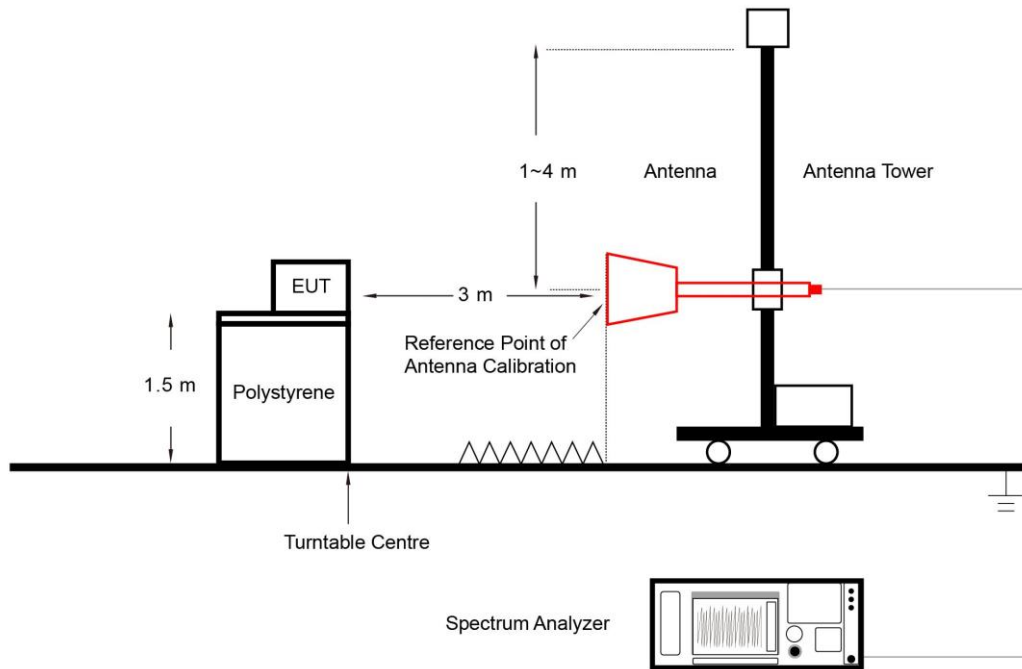 1~4 m
Antenna
Antenna Tower
EUT
3 m
Reference Point of
Antenna Calibration
1.5 m
Polystyrene
Turntable Centre
Spectrum Analyzer